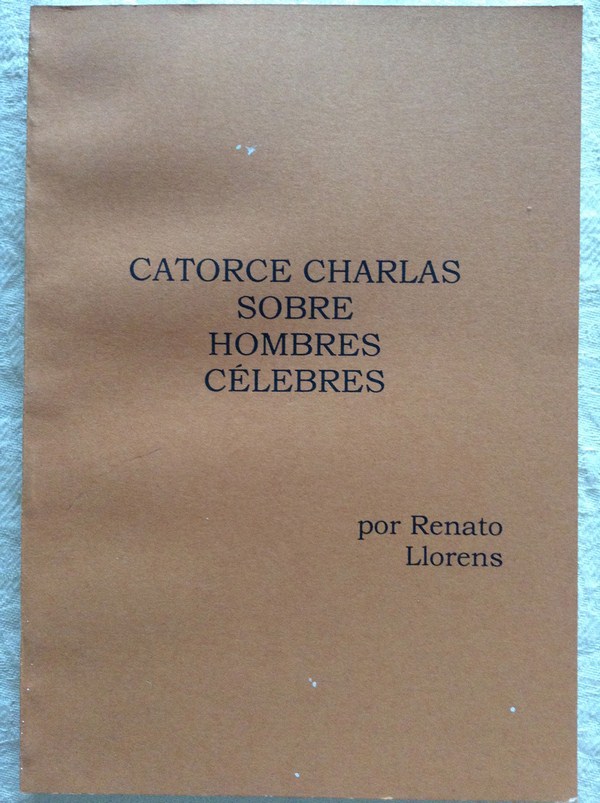 CATORCE CHARLAS
SOBRE
HOMBRES
CÉLEBRES
por Renato
Llorens